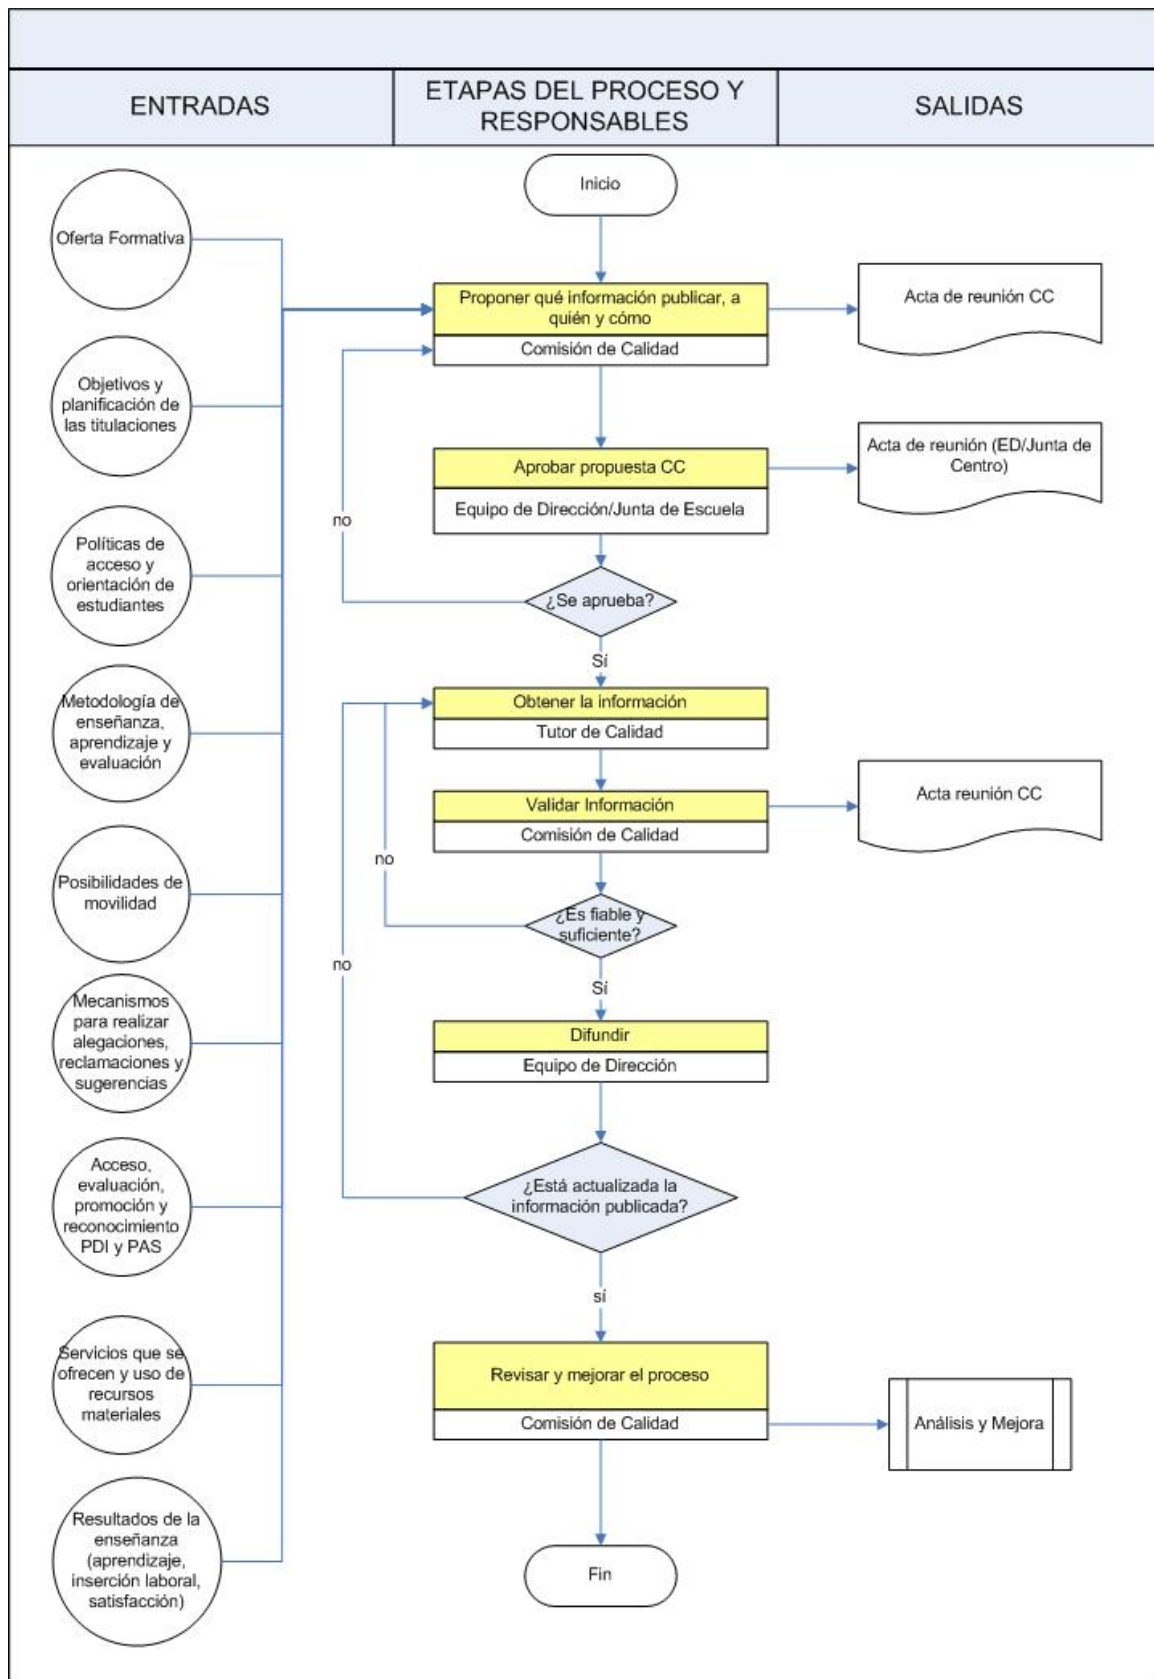 ENTRADAS
ETAPAS DEL PROCESO Y
RESPONSABLES
SALIDAS
Oferta Formativa
Objetivos y
planificación de
las titulaciones
Políticas de
acceso y
orientación de
estudiantes
Metodología de
enseñanza,
aprendizaje y
evaluación
Posibilidades de
movilidad
Mecanismos
para realizar
alegaciones,
reclamaciones y
sugerencias
Acceso,
evaluación,
promoción y
reconocimiento
PDI y PAS
Servicios que se
ofrecen y uso de
recursos
materiales
Resultados de la
enseñanza
(aprendizaje,
inserción laboral,
satisfacción)
Inicio
Proponer qué información publicar, a
quién y cómo
Comisión de Calidad
Aprobar propuesta CC
Equipo de Dirección/Junta de Escuela
no
¿Se aprueba?
Sí
Obtener la información
Tutor de Calidad
Validar Información
Comisión de Calidad
no
¿Es fiable y
suficiente?
no
Sí
Difundir
Equipo de Dirección
¿Está actualizada la
información publicada?
sí
Revisar y mejorar el proceso
Comisión de Calidad
Fin
Acta de reunión CC
Acta de reunión (ED/Junta de
Centro)
Acta reunión CC
Análisis y Mejora